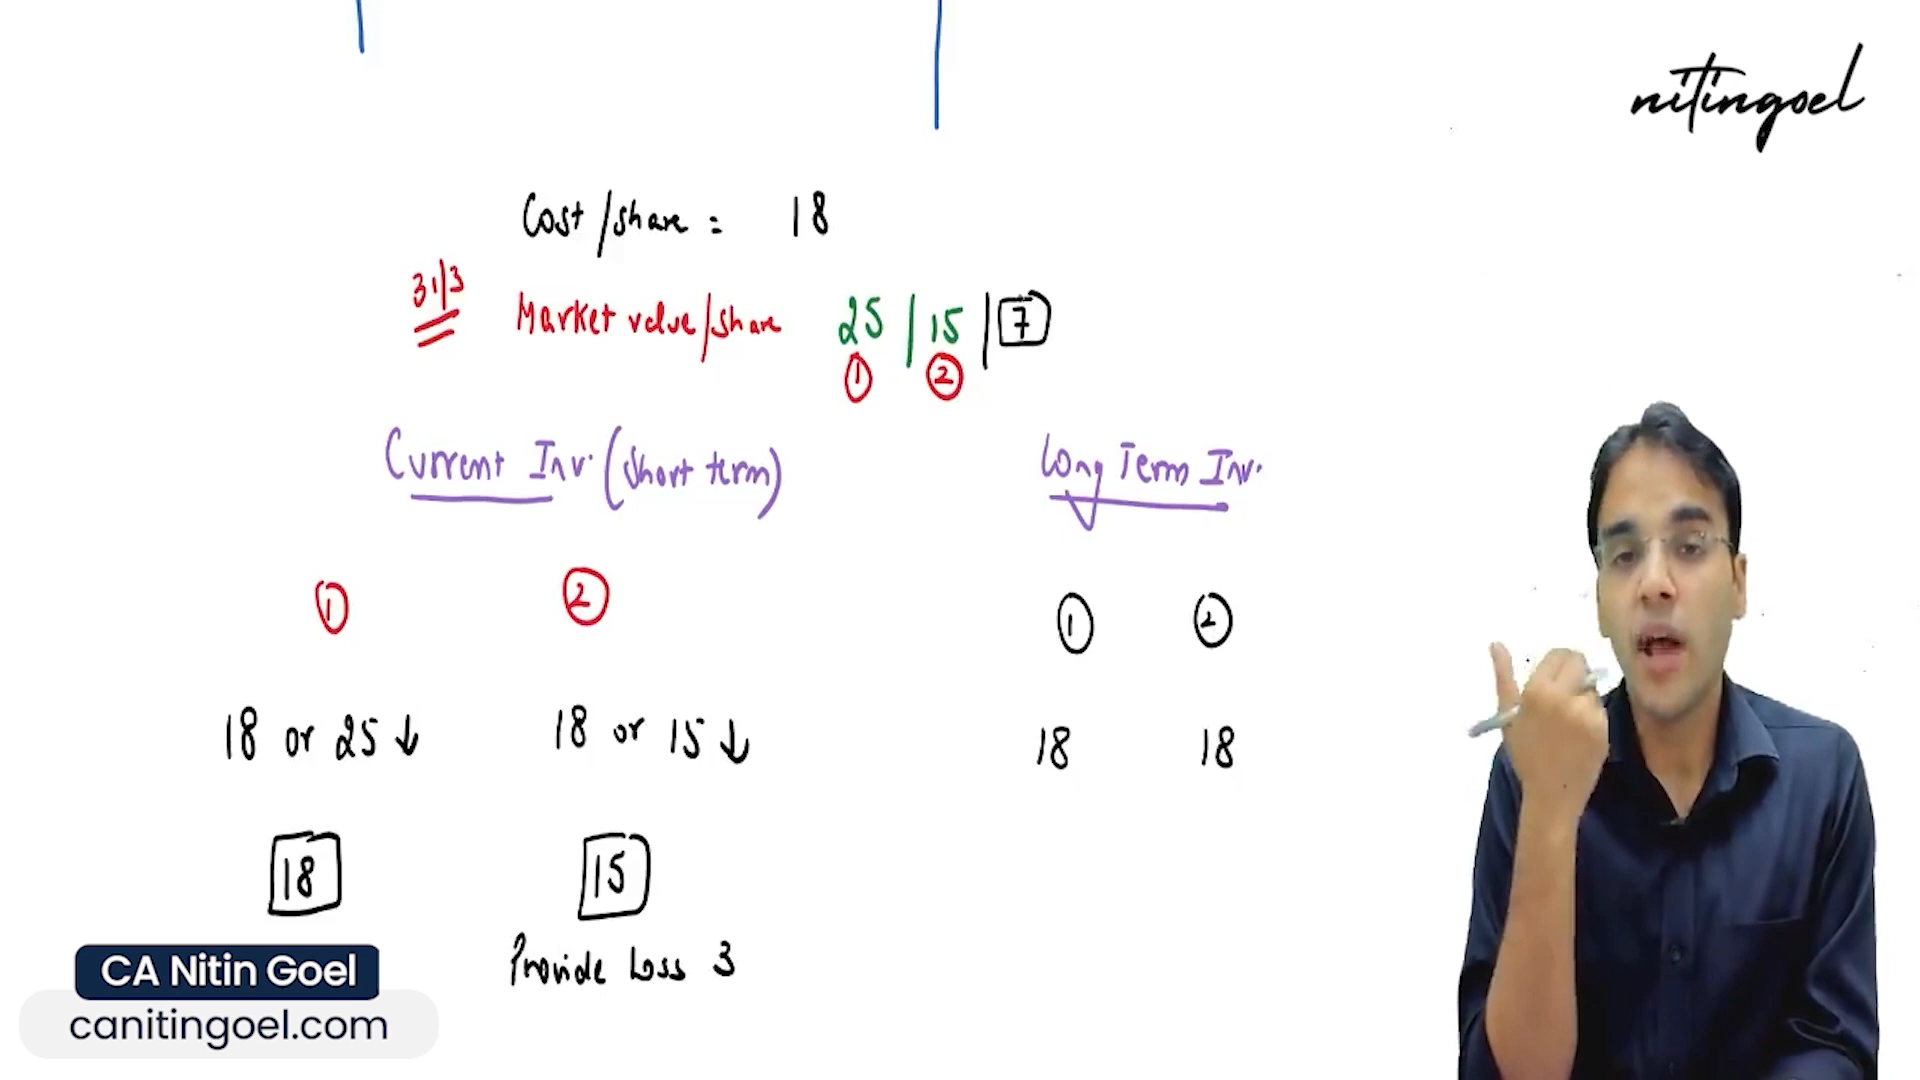 nitingoel
Cost/share = 18
31/3 Market value/share 25 / 15 / 7
1 2
Current Inv. (Short term) Long Term Inv.
1 2 1 2
18 or 25 ↓ 18 or 15 ↓ 18 18
18 15
Provide Loss 3
CA Nitin Goel
canitingoel.com